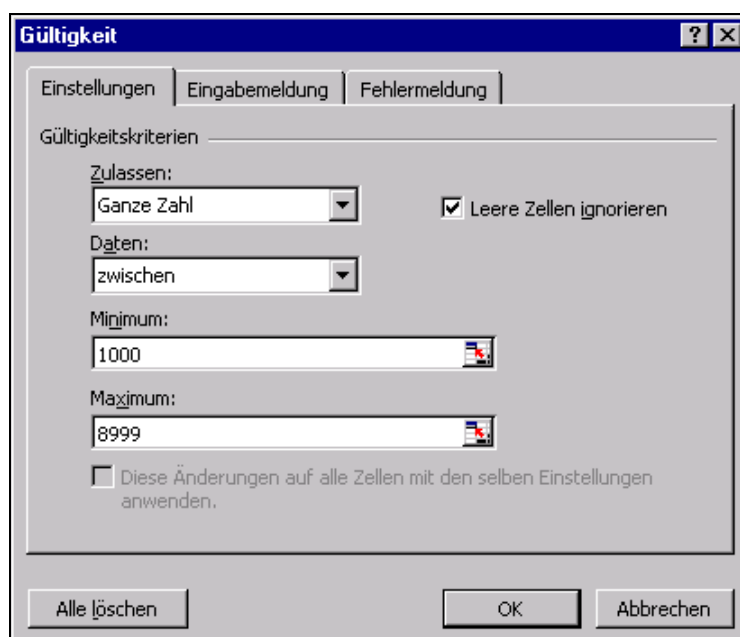 Gültigkeit
Einstellungen Eingabemeldung Fehlermeldung
Gültigkeitskriterien
Zulassen:
Ganze Zahl Leere Zellen ignorieren
Daten:
zwischen
Minimum:
1000
Maximum:
8999
Diese Änderungen auf alle Zellen mit den selben Einstellungen
anwenden.
Alle löschen OK Abbrechen